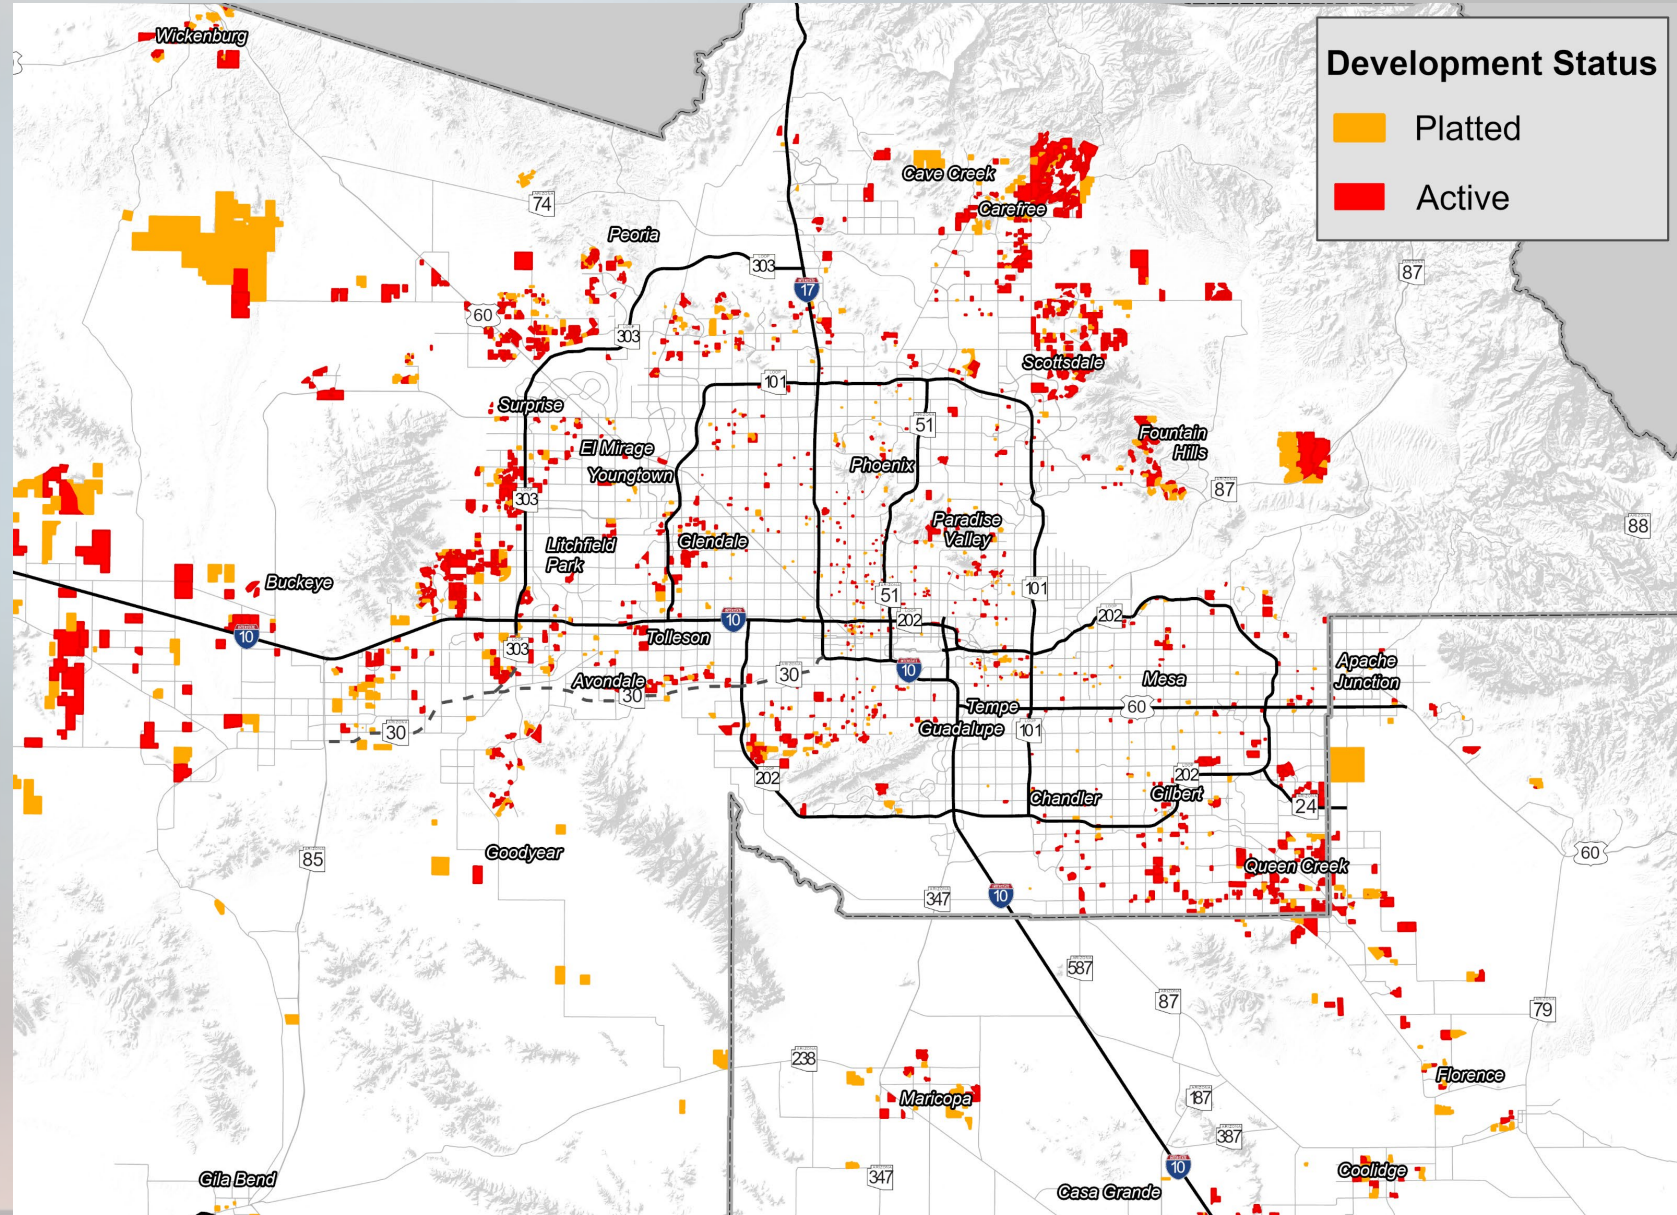 Development Status
Platted
Active
Wickenburg
74
Cave Creek
Carefree
Peoria
303
17
87
60
303
101
Scottsdale
Surprise
51
El Mirage
Youngtown
Phoenix
Fountain
Hills
303
87
88
Paradise
Valley
Litchfield
Park
Glendale
Buckeye
51
101
10
10
202
202
303
Tolleson
10
Avondale
30
30
30
Mesa
Apache
Junction
Tempe
60
Guadalupe
101
202
202
Chandler
Gilbert
24
Goodyear
85
60
Queen Creek
347
10
587
87
79
238
Maricopa
187
Florence
387
347
10
Coolidge
Gila Bend
Casa Grande